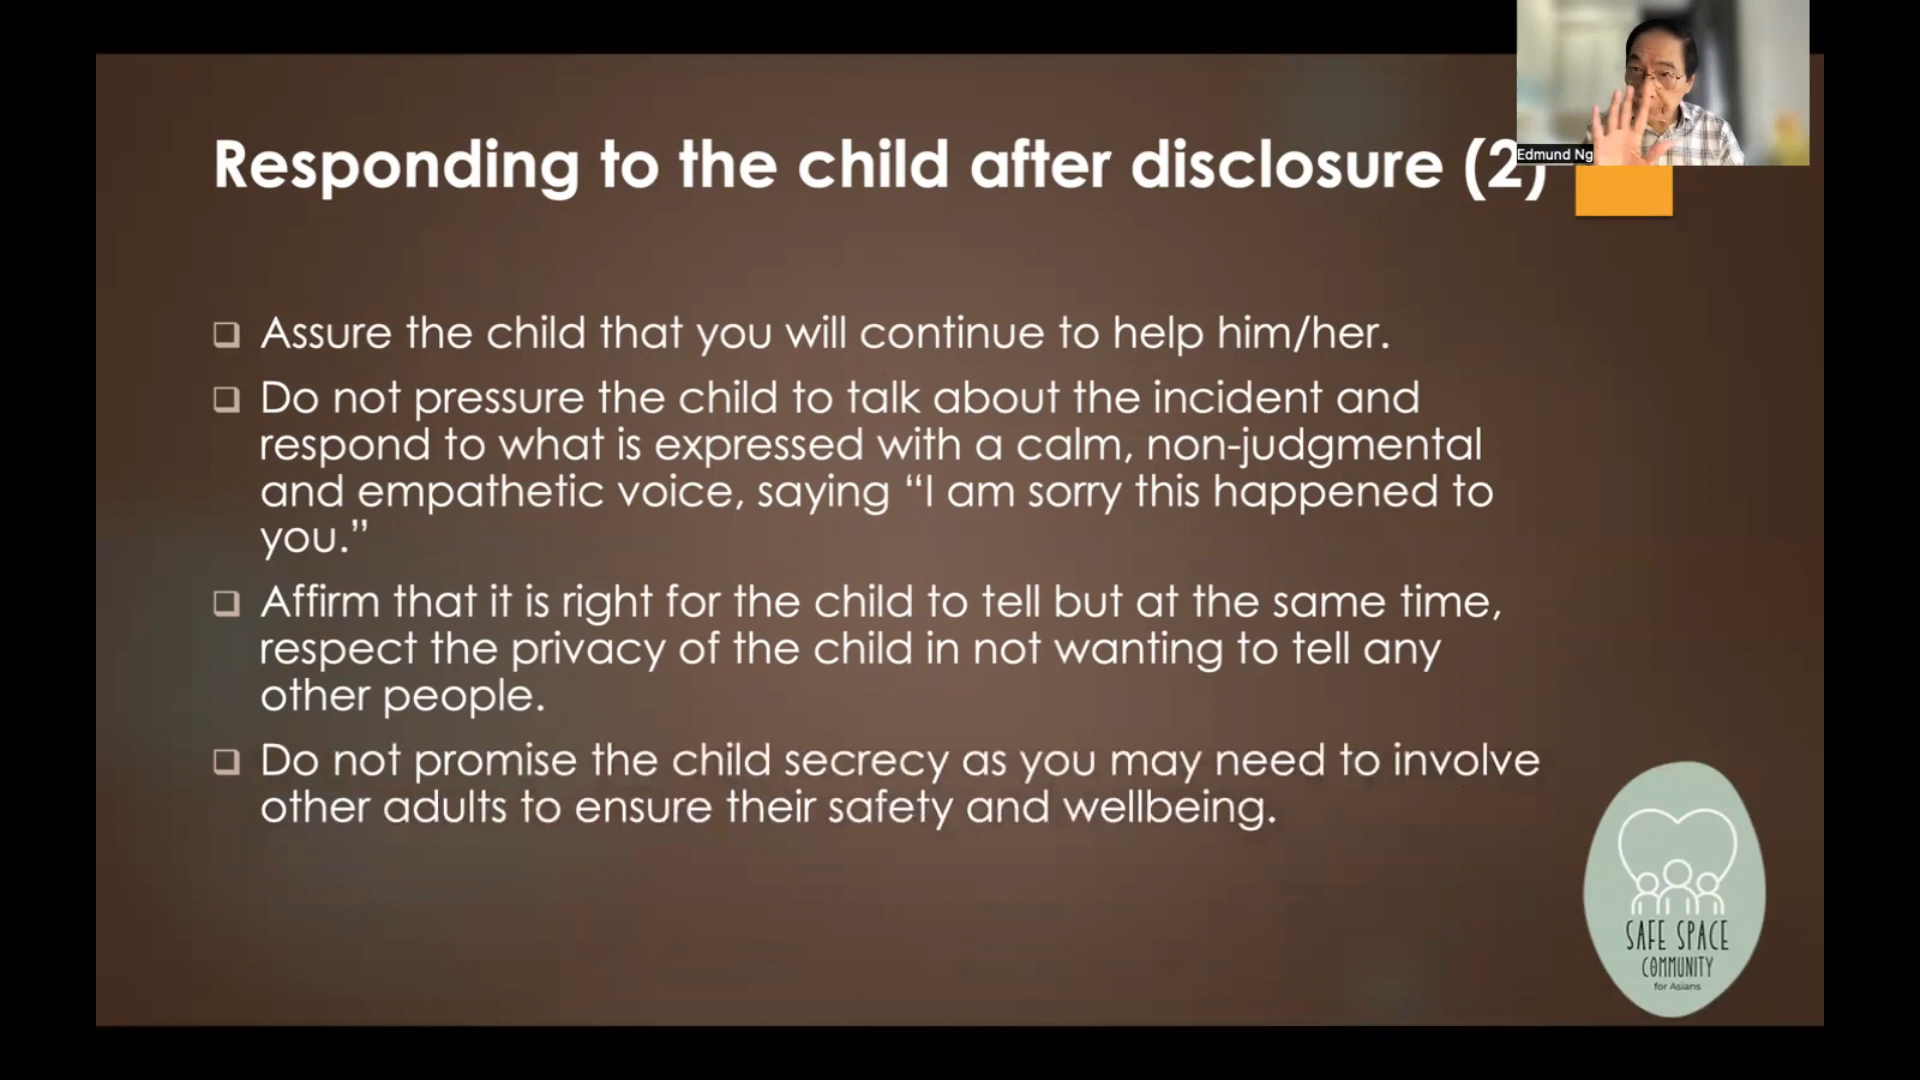 Responding to the child after disclosure (2)
Edmund Ng
Assure the child that you will continue to help him/her.
Do not pressure the child to talk about the incident and
respond to what is expressed with a calm, non-judgmental
and empathetic voice, saying “I am sorry this happened to
you.”
Affirm that it is right for the child to tell but at the same time,
respect the privacy of the child in not wanting to tell any
other people.
Do not promise the child secrecy as you may need to involve
other adults to ensure their safety and wellbeing.
SAFE SPACE
COMMUNITY
for Asians